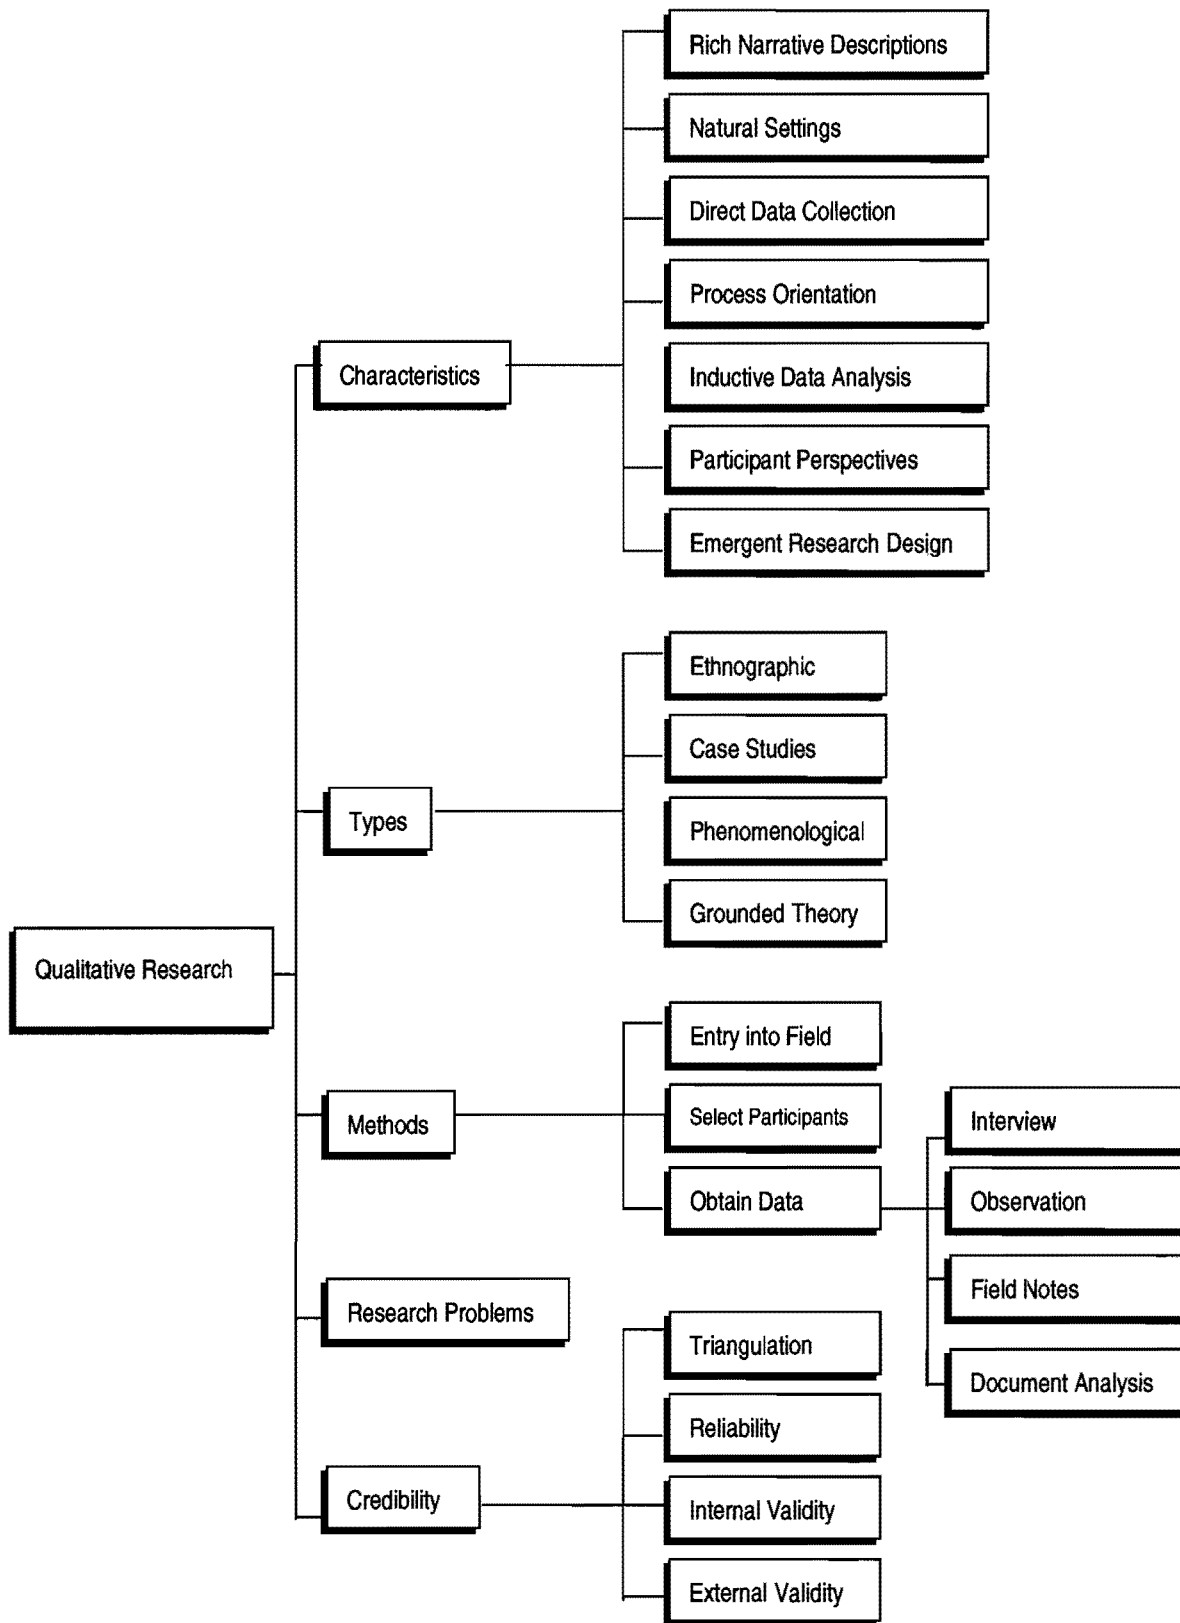 Rich Narrative Descriptions
Natural Settings
Direct Data Collection
Process Orientation
Characteristics
Inductive Data Analysis
Participant Perspectives
Emergent Research Design
Ethnographic
Case Studies
Types
Phenomenological
Grounded Theory
Qualitative Research
Entry into Field
Methods
Select Participants
Obtain Data
Interview
Observation
Field Notes
Document Analysis
Research Problems
Triangulation
Reliability
Credibility
Internal Validity
External Validity